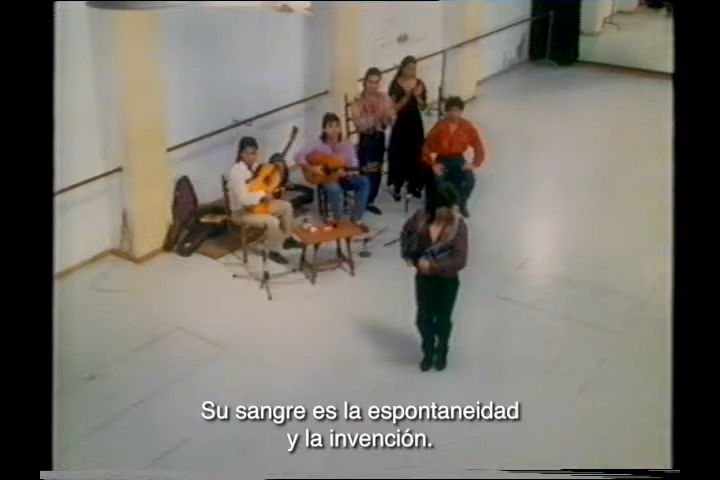 Su sangre es la espontaneidad
y la invención.